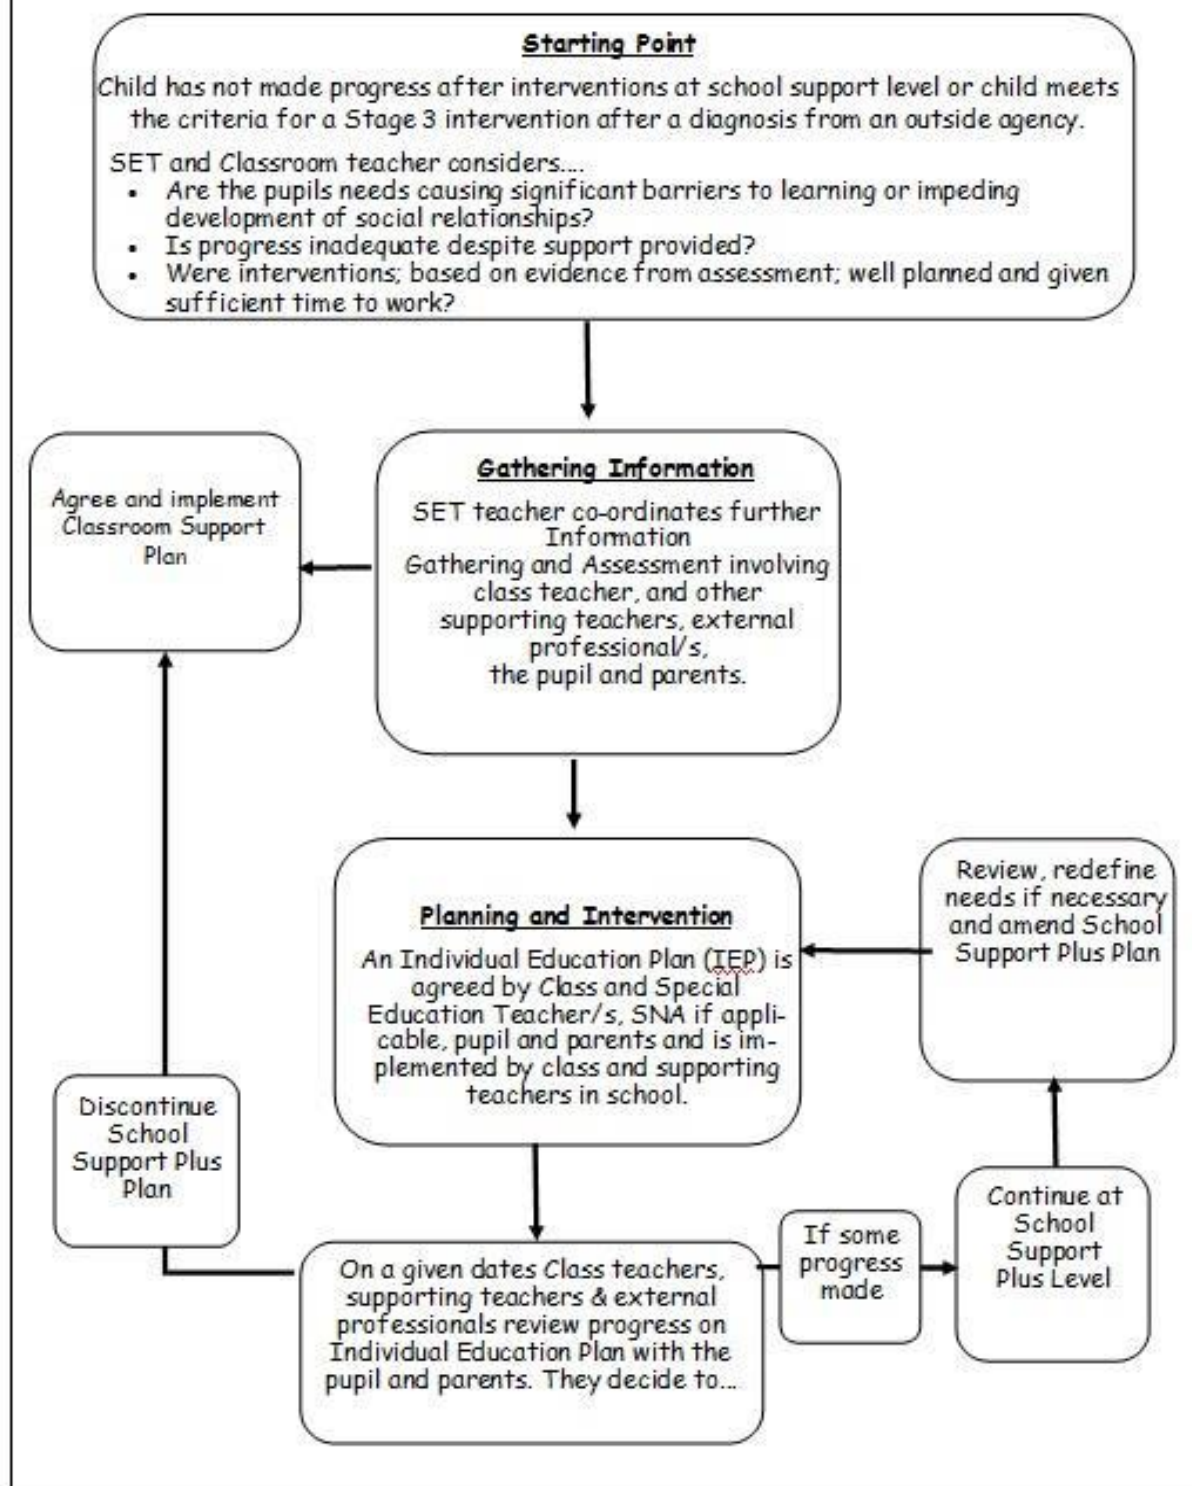 Starting Point
Child has not made progress after interventions at school support level or child meets
the criteria for a Stage 3 intervention after a diagnosis from an outside agency.
SET and Classroom teacher considers....
• Are the pupils needs causing significant barriers to learning or impeding
development of social relationships?
• Is progress inadequate despite support provided?
• Were interventions; based on evidence from assessment; well planned and given
sufficient time to work?
Agree and implement
Classroom Support
Plan
Gathering Information
SET teacher co-ordinates further
Information
Gathering and Assessment involving
class teacher, and other
supporting teachers, external
professional/s,
the pupil and parents.
Planning and Intervention
An Individual Education Plan (IEP) is
agreed by Class and Special
Education Teacher/s, SNA if appli-
cable, pupil and parents and is im-
plemented by class and supporting
teachers in school.
Review, redefine
needs if necessary
and amend School
Support Plus Plan
Discontinue
School
Support Plus
Plan
On a given dates Class teachers,
supporting teachers & external
professionals review progress on
Individual Education Plan with the
pupil and parents. They decide to...
If some
progress
made
Continue at
School
Support
Plus Level